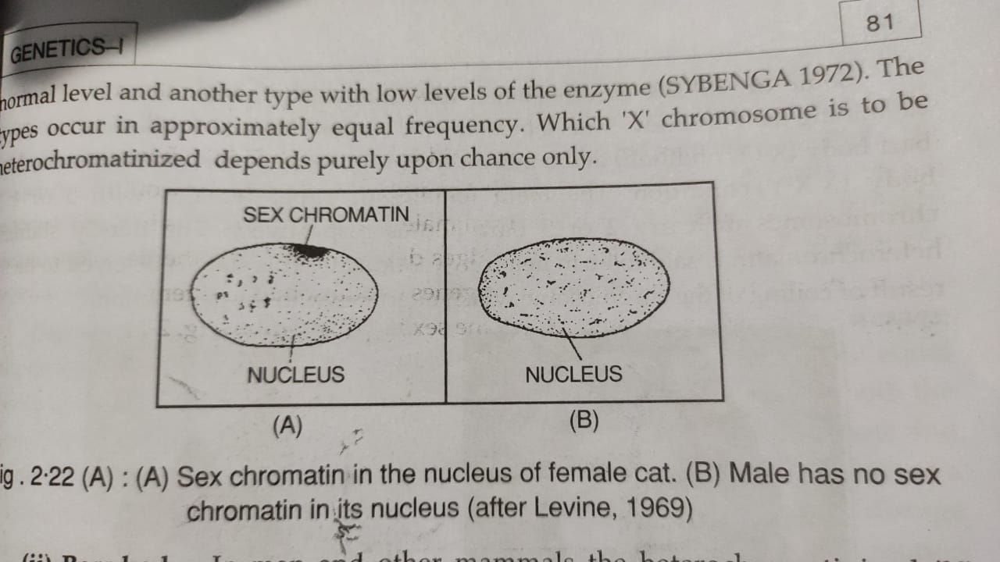 GENETICS–I
81
normal level and another type with low levels of the enzyme (SYBENGA 1972). The
types occur in approximately equal frequency. Which 'X' chromosome is to be
heterochromatinized depends purely upon chance only.
SEX CHROMATIN
NUCLEUS
NUCLEUS
(A)
(B)
ig. 2·22 (A) : (A) Sex chromatin in the nucleus of female cat. (B) Male has no sex
chromatin in its nucleus (after Levine, 1969)
other mammals the